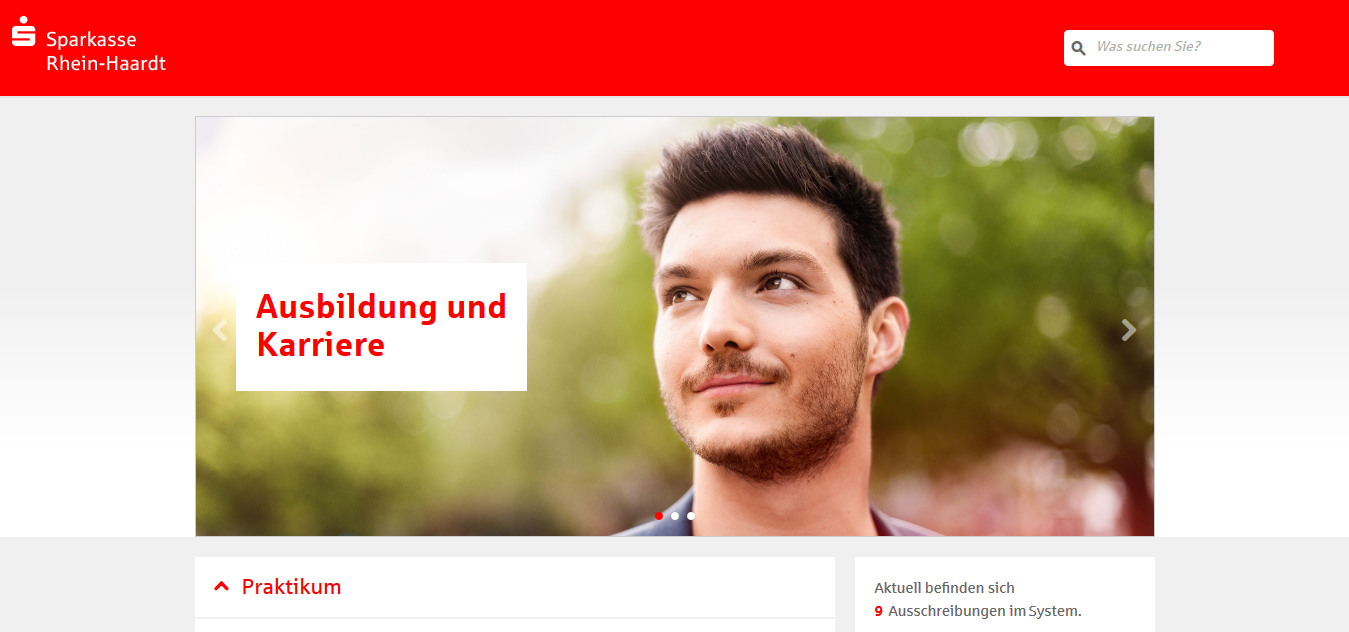 Sparkasse
Rhein-Haardt
Was suchen Sie?
Ausbildung und
Karriere
Praktikum
Aktuell befinden sich
9 Ausschreibungen im System.